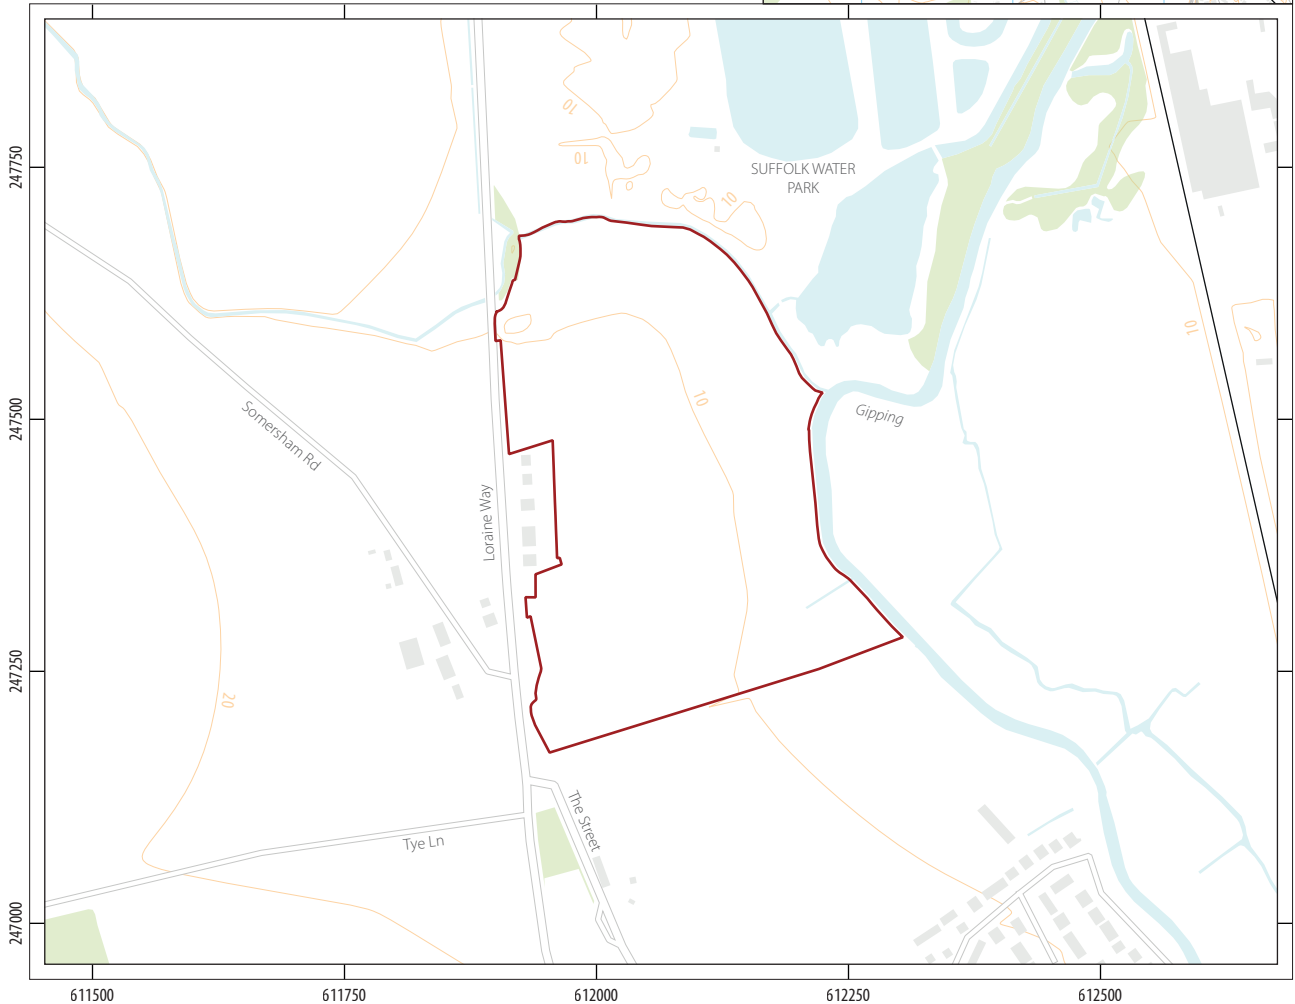 10
10
SUFFOLK WATER
PARK
10
247750
10
Somersham Rd
247500
10
Gipping
Loraine Way
20
247250
The Street
Tye Ln
247000
611500
611750
612000
612250
612500